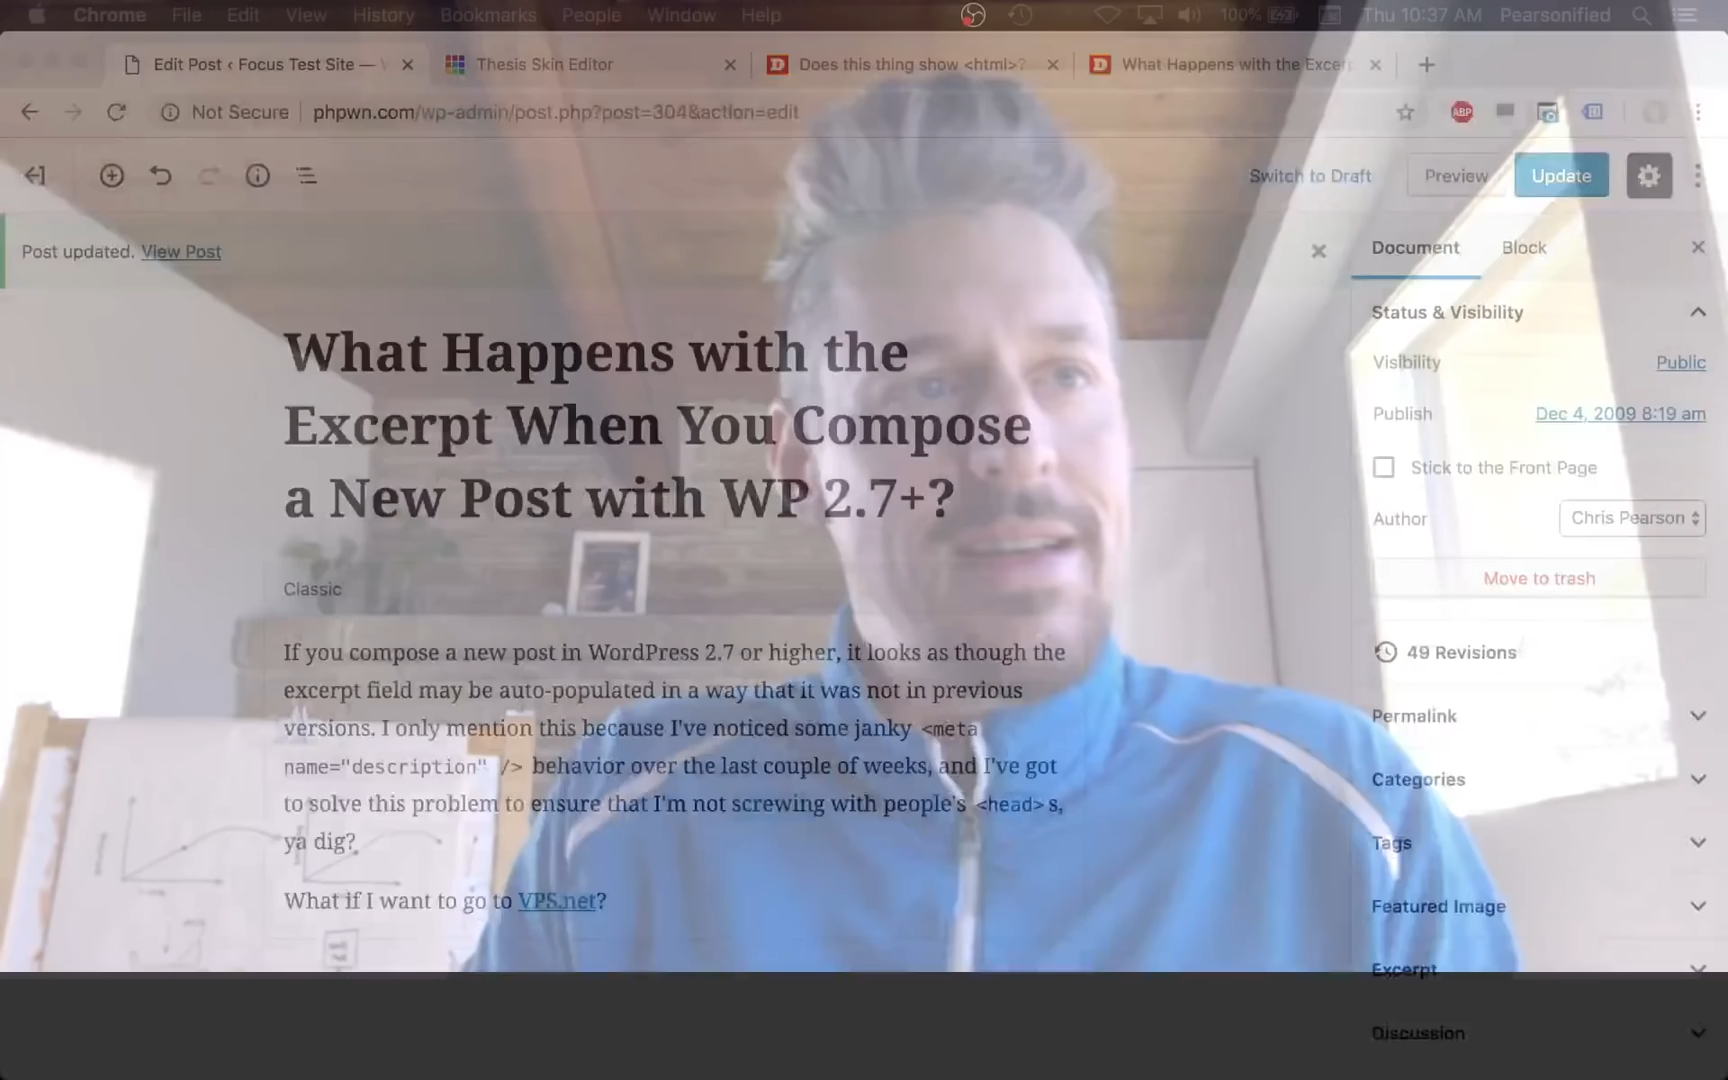 Chrome File Edit View History Bookmarks People Window Help 100% Thu 10:37 AM Pearsonified
Edit Post ‹ Focus Test Site — Thesis Skin Editor Does this thing show <html>? What Happens with the Excerp
Not Secure phpwn.com/wp-admin/post.php?post=304&action=edit ABP
Switch to Draft Preview Update
Post updated. View Post
Document Block
What Happens with the
Excerpt When You Compose
a New Post with WP 2.7+?
Classic
If you compose a new post in WordPress 2.7 or higher, it looks as though the
excerpt field may be auto-populated in a way that it was not in previous
versions. I only mention this because I've noticed some janky <meta
name="description" /> behavior over the last couple of weeks, and I've got
to solve this problem to ensure that I'm not screwing with people's <head>s,
ya dig?
What if I want to go to VPS.net?
Status & Visibility
Visibility Public
Publish Dec 4, 2009 8:19 am
Stick to the Front Page
Author Chris Pearson
Move to trash
49 Revisions
Permalink
Categories
Tags
Featured Image
Excerpt
Discussion